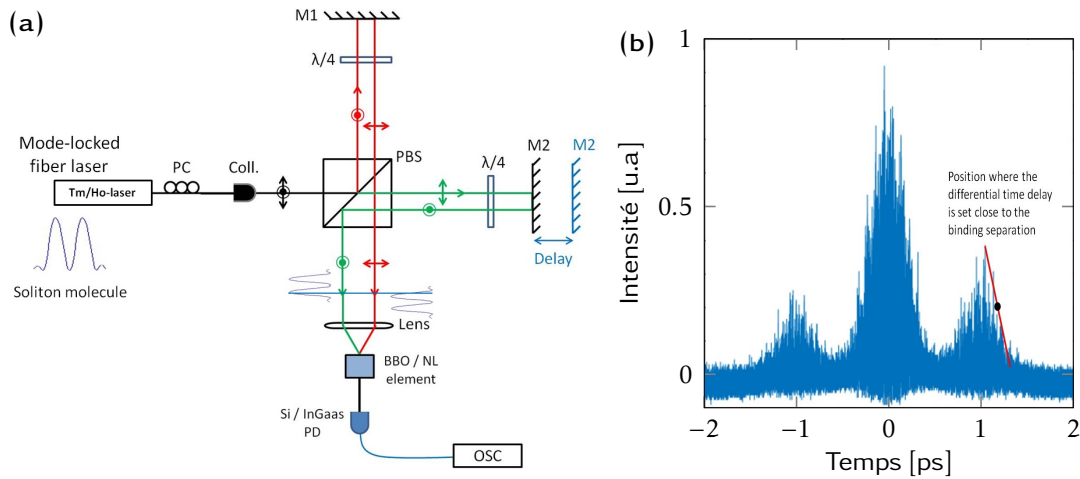 (a)
M1
λ/4
Mode-locked
fiber laser
PC
Coll.
PBS
λ/4
M2
M2
Tm/Ho-laser
Delay
Soliton molecule
Lens
BBO / NL
element
Si / InGaas
PD
OSC
(b)
1
0.5
0
Intensité [u.a]
Position where the
differential time delay
is set close to the
binding separation
−2
−1
0
1
2
Temps [ps]